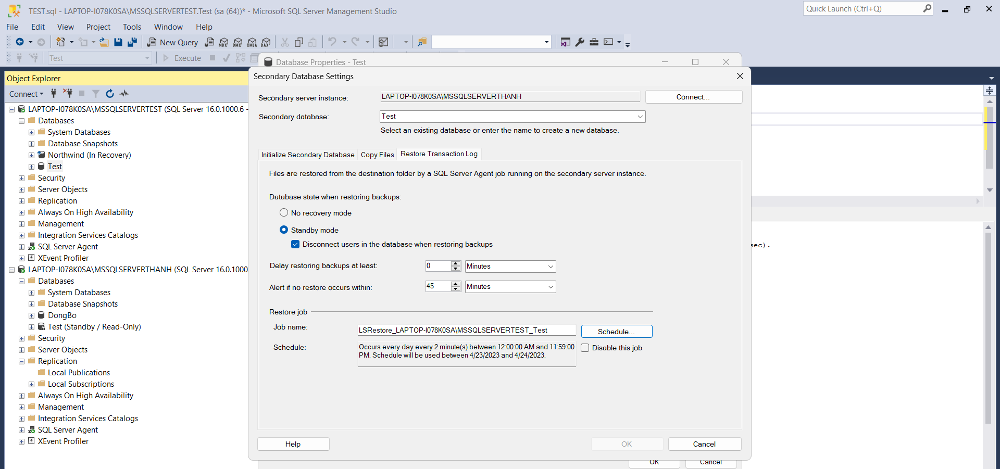 TEST.sql - LAPTOP-I078K0SA\MSSQLSERVERTEST.Test (sa (64))* - Microsoft SQL Server Management Studio
Quick Launch (Ctrl+Q)
File Edit View Project Tools Window Help
New Query MDX DMX XMLA DAX
Test Execute
Database Properties - Test
Object Explorer
Connect
LAPTOP-I078K0SA\MSSQLSERVERTEST (SQL Server 16.0.1000.6 -
Databases
System Databases
Database Snapshots
Northwind (In Recovery)
Test
Security
Server Objects
Replication
Always On High Availability
Management
Integration Services Catalogs
SQL Server Agent
XEvent Profiler
LAPTOP-I078K0SA\MSSQLSERVERTHANH (SQL Server 16.0.1000
Databases
System Databases
Database Snapshots
DongBo
Test (Standby / Read-Only)
Security
Server Objects
Replication
Local Publications
Local Subscriptions
Always On High Availability
Management
Integration Services Catalogs
SQL Server Agent
XEvent Profiler
Secondary Database Settings
Secondary server instance: LAPTOP-I078K0SA\MSSQLSERVERTHANH Connect...
Secondary database: Test
Select an existing database or enter the name to create a new database.
Initialize Secondary Database Copy Files Restore Transaction Log
Files are restored from the destination folder by a SQL Server Agent job running on the secondary server instance.
Database state when restoring backups:
No recovery mode
Standby mode
Disconnect users in the database when restoring backups
Delay restoring backups at least: 0 Minutes
Alert if no restore occurs within: 45 Minutes
Restore job
Job name: LSRestore_LAPTOP-I078K0SA\MSSQLSERVERTEST_Test Schedule...
Schedule: Occurs every day every 2 minute(s) between 12:00:00 AM and 11:59:00
PM. Schedule will be used between 4/23/2023 and 4/24/2023.
Disable this job
Help OK Cancel
OK Cancel
sec).